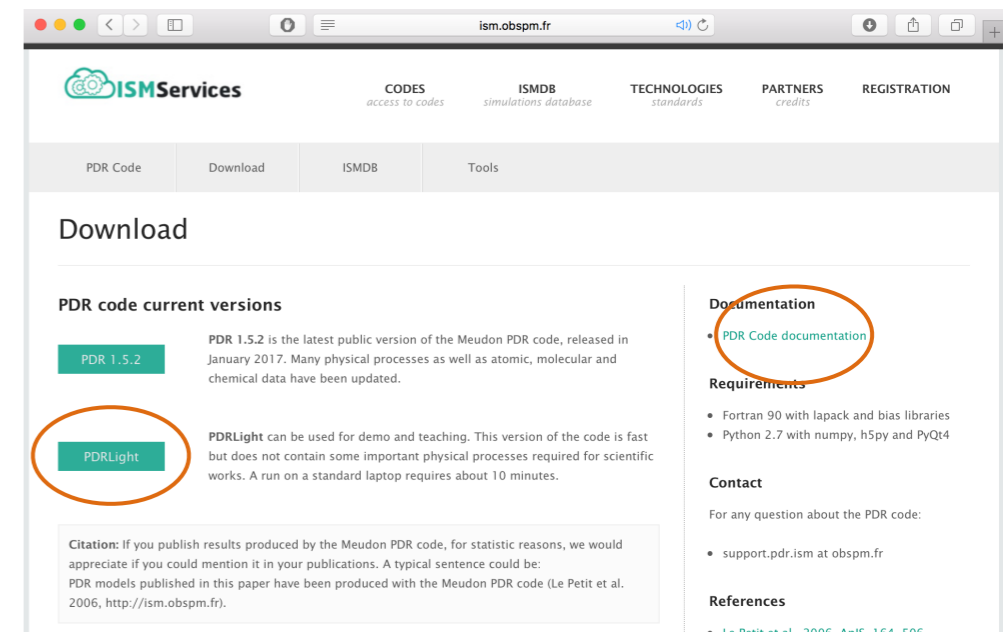 ism.obspm.fr
ISMServices
CODES
access to codes
ISMDB
simulations database
TECHNOLOGIES
standards
PARTNERS
credits
REGISTRATION
PDR Code
Download
ISMDB
Tools
Download
PDR code current versions
PDR 1.5.2
PDR 1.5.2 is the latest public version of the Meudon PDR code, released in
January 2017. Many physical processes as well as atomic, molecular and
chemical data have been updated.
PDRLight
PDRLight can be used for demo and teaching. This version of the code is fast
but does not contain some important physical processes required for scientific
works. A run on a standard laptop requires about 10 minutes.
Citation: If you publish results produced by the Meudon PDR code, for statistic reasons, we would
appreciate if you could mention it in your publications. A typical sentence could be:
PDR models published in this paper have been produced with the Meudon PDR code (Le Petit et al.
2006, http://ism.obspm.fr).
Documentation
PDR Code documentation
Requirements
Fortran 90 with lapack and bias libraries
Python 2.7 with numpy, h5py and PyQt4
Contact
For any question about the PDR code:
support.pdr.ism at obspm.fr
References
Le Petit et al., 2006, ApJS, 164, 506